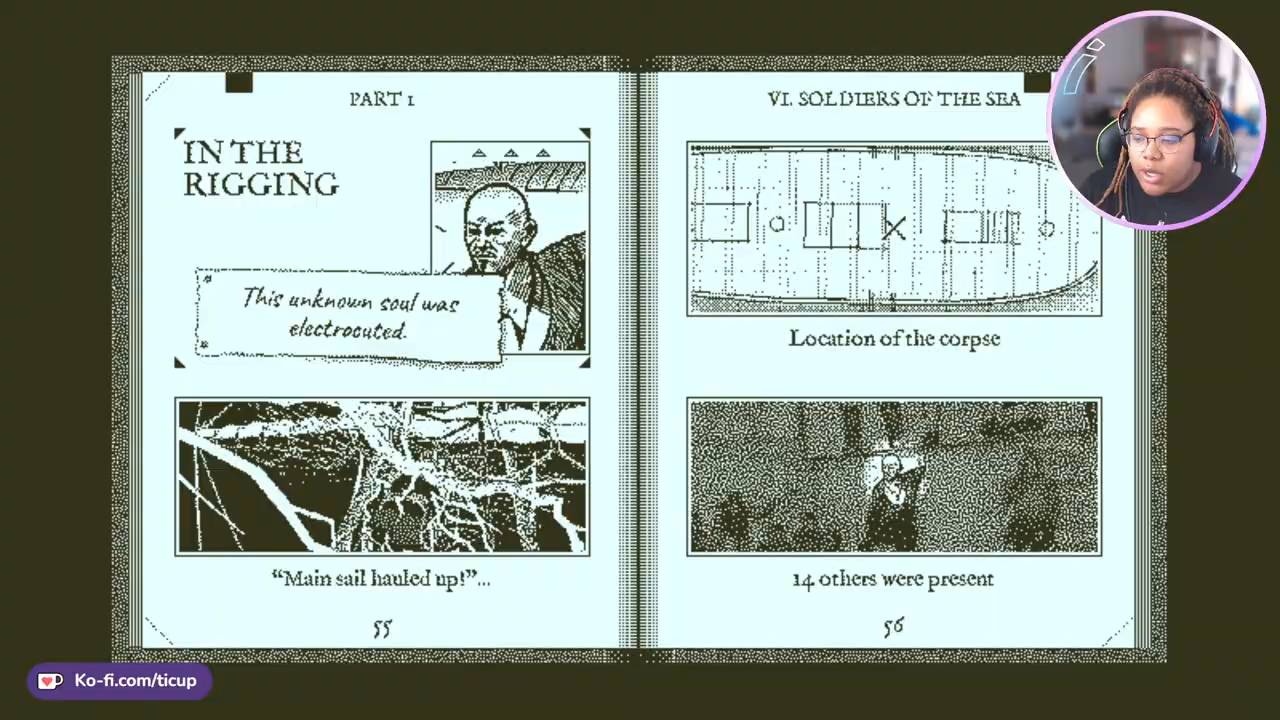 PART 1
VI. SOLDIERS OF THE SEA
IN THE
RIGGING
This unknown soul was
electrocuted.
Location of the corpse
"Main sail hauled up!"...
14 others were present
55
56
Ko-fi.com/ticup